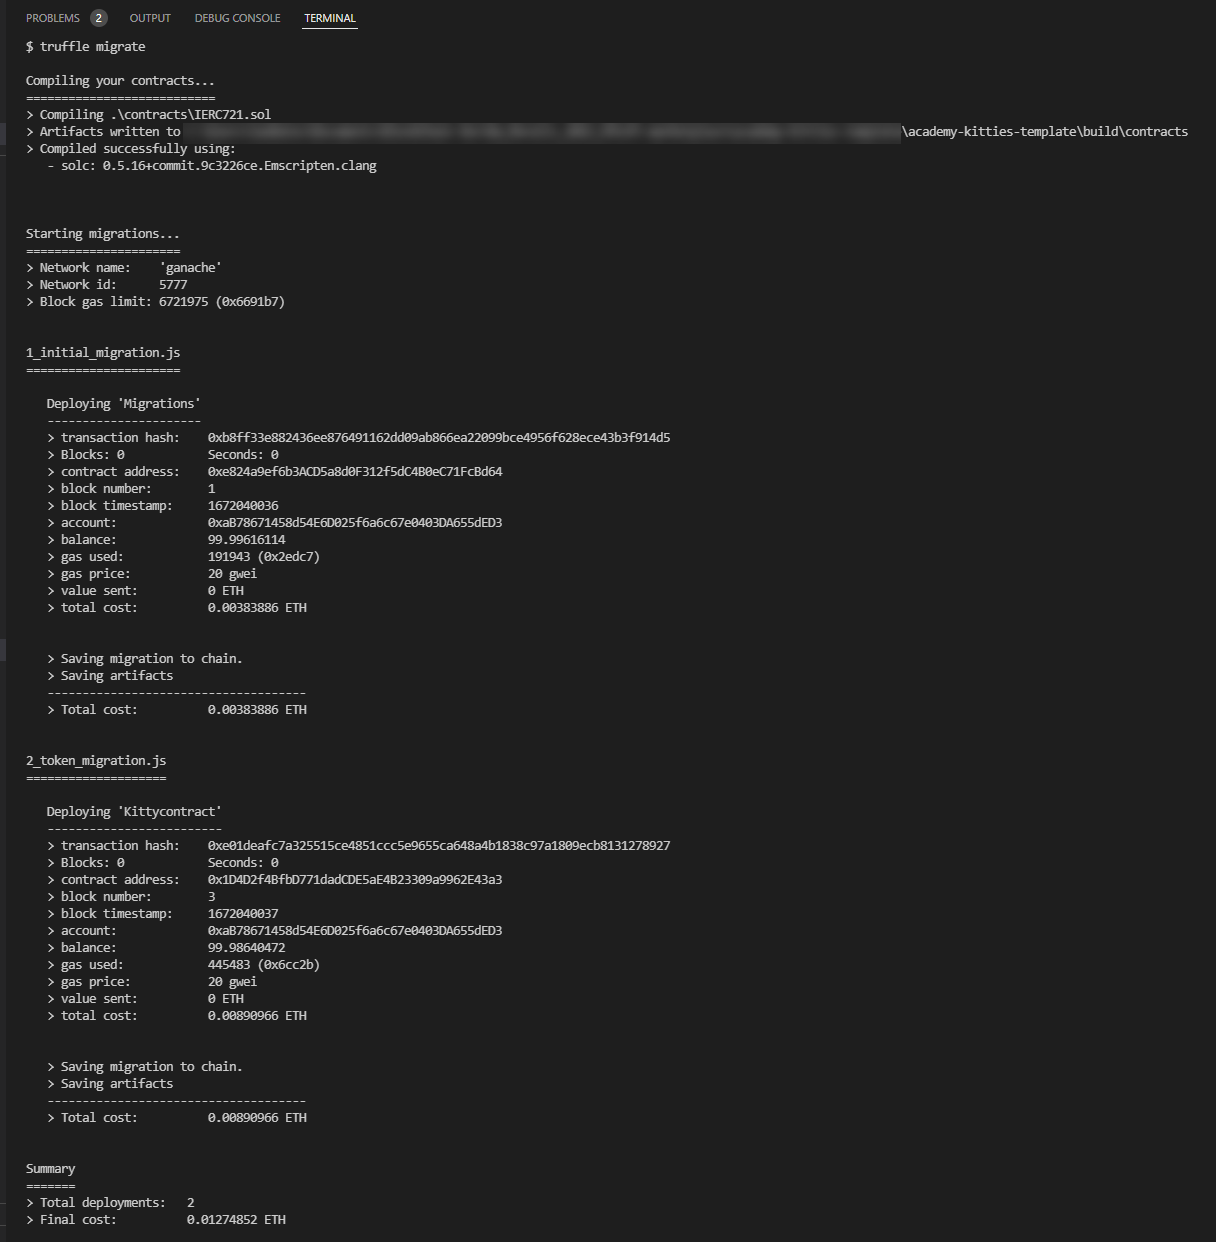 PROBLEMS 2 OUTPUT DEBUG CONSOLE TERMINAL
$ truffle migrate
Compiling your contracts...
===========================
> Compiling .\contracts\IERC721.sol
> Artifacts written to \academy-kitties-template\build\contracts
> Compiled successfully using:
- solc: 0.5.16+commit.9c3226ce.Emscripten.clang
Starting migrations...
======================
> Network name: 'ganache'
> Network id: 5777
> Block gas limit: 6721975 (0x6691b7)
1_initial_migration.js
======================
Deploying 'Migrations'
----------------------
> transaction hash: 0xb8ff33e882436ee876491162dd09ab866ea22099bce4956f628ece43b3f914d5
> Blocks: 0 Seconds: 0
> contract address: 0xe824a9ef6b3ACD5a8d0F312f5dC4B0eC71FcBd64
> block number: 1
> block timestamp: 1672040036
> account: 0xaB78671458d54E6D025f6a6c67e0403DA655dED3
> balance: 99.99616114
> gas used: 191943 (0x2edc7)
> gas price: 20 gwei
> value sent: 0 ETH
> total cost: 0.00383886 ETH
> Saving migration to chain.
> Saving artifacts
-------------------------------------
> Total cost: 0.00383886 ETH
2_token_migration.js
====================
Deploying 'Kittycontract'
-------------------------
> transaction hash: 0xe01deafc7a325515ce4851ccc5e9655ca648a4b1838c97a1809ecb8131278927
> Blocks: 0 Seconds: 0
> contract address: 0x1D4D2f4BfbD771dadCDE5aE4B23309a9962E43a3
> block number: 3
> block timestamp: 1672040037
> account: 0xaB78671458d54E6D025f6a6c67e0403DA655dED3
> balance: 99.98640472
> gas used: 445483 (0x6cc2b)
> gas price: 20 gwei
> value sent: 0 ETH
> total cost: 0.00890966 ETH
> Saving migration to chain.
> Saving artifacts
-------------------------------------
> Total cost: 0.00890966 ETH
Summary
=======
> Total deployments: 2
> Final cost: 0.01274852 ETH